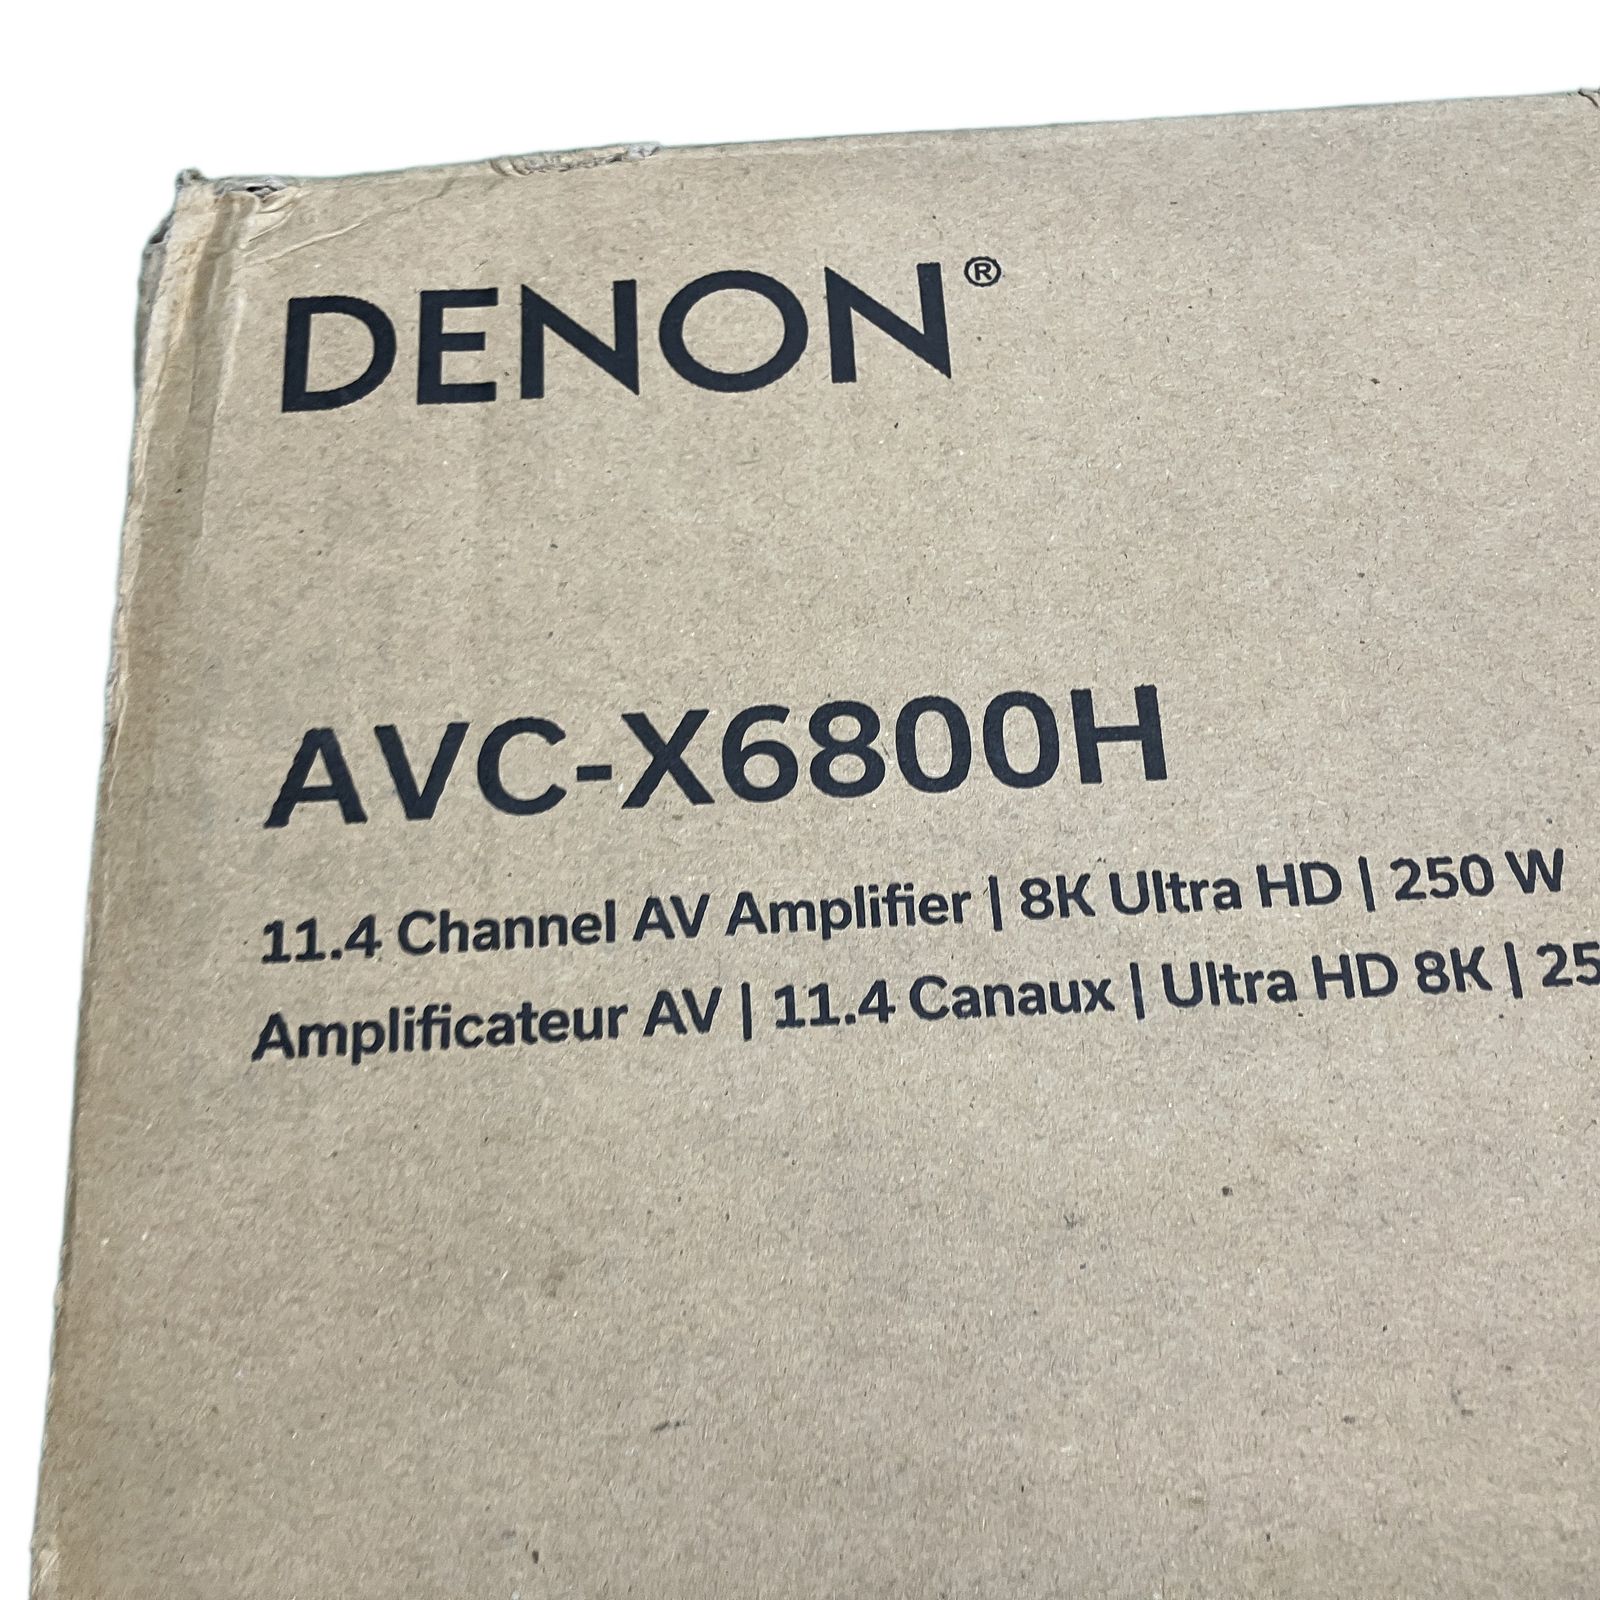 DENON®
AVC-X6800H
11.4 Channel AV Amplifier | 8K Ultra HD | 250 W
Amplificateur AV | 11.4 Canaux | Ultra HD 8K | 25